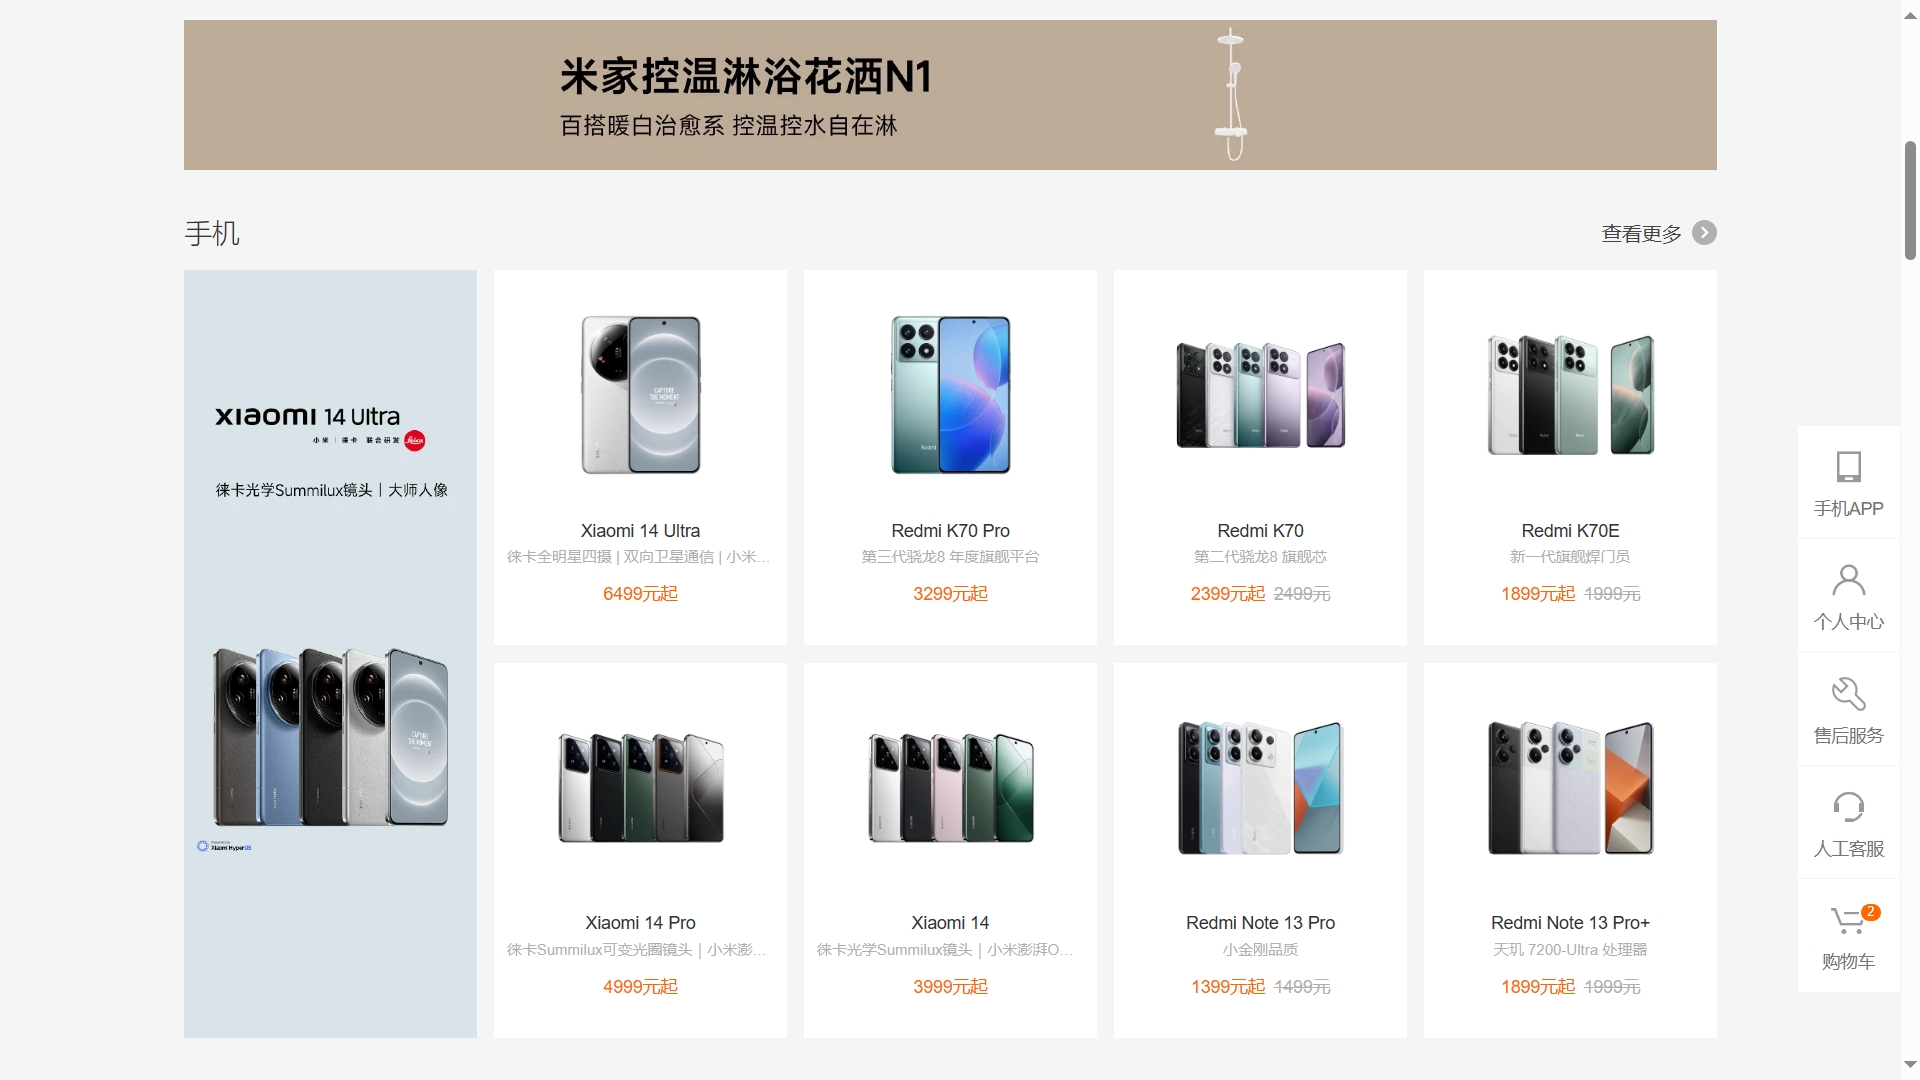 米家控温淋浴花洒N1
百搭暖白治愈系 控温控水自在淋
手机
查看更多
xiaomi 14 Ultra
小米 | 徕卡 联合研发 Leica
徕卡光学Summilux镜头｜大师人像
CAPTURE
THE MOMENT
Xiaomi HyperOS
CAPTURE
THE MOMENT
Xiaomi 14 Ultra
徕卡全明星四摄 | 双向卫星通信 | 小米...
6499元起
Redmi
Redmi K70 Pro
第三代骁龙8 年度旗舰平台
3299元起
Redmi K70
第二代骁龙8 旗舰芯
2399元起 2499元
Redmi K70E
新一代旗舰焊门员
1899元起 1999元
Xiaomi 14 Pro
徕卡Summilux可变光圈镜头｜小米澎...
4999元起
Xiaomi 14
徕卡光学Summilux镜头｜小米澎湃O...
3999元起
Redmi Note 13 Pro
小金刚品质
1399元起 1499元
Redmi Note 13 Pro+
天玑 7200-Ultra 处理器
1899元起 1999元
手机APP
个人中心
售后服务
人工客服
2
购物车